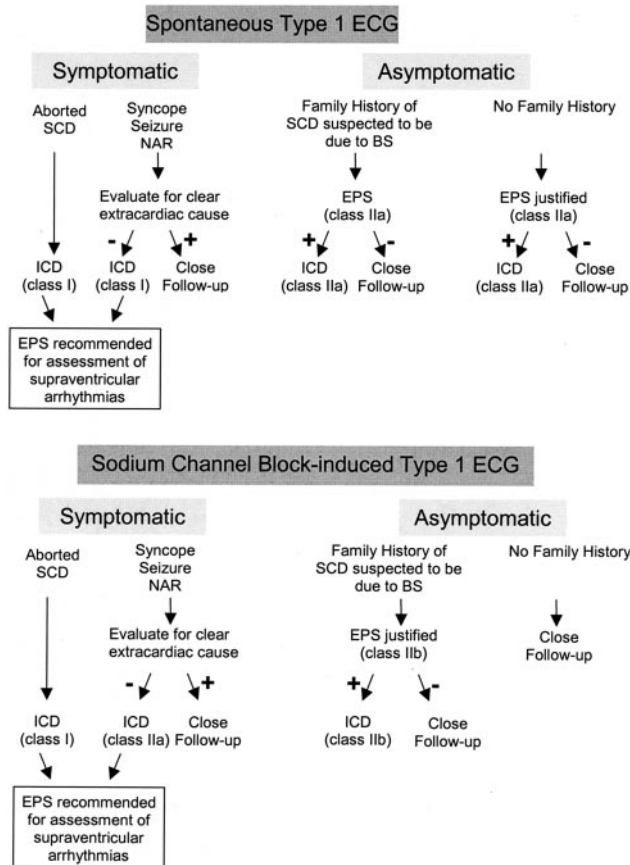 Spontaneous Type 1 ECG
Symptomatic
Asymptomatic
Aborted
SCD
Syncope
Seizure
NAR
Family History of
SCD suspected to be
due to BS
No Family History
Evaluate for clear
extracardiac cause
EPS
(class IIa)
EPS justified
(class IIa)
- +
+ -
+ -
ICD
(class I)
ICD
(class I)
Close
Follow-up
ICD
(class IIa)
Close
Follow-up
ICD
(class IIa)
Close
Follow-up
EPS recommended
for assessment of
supraventricular
arrhythmias
Sodium Channel Block-induced Type 1 ECG
Symptomatic
Asymptomatic
Aborted
SCD
Syncope
Seizure
NAR
Family History of
SCD suspected to be
due to BS
No Family History
Evaluate for clear
extracardiac cause
EPS justified
(class IIb)
Close
Follow-up
- +
+ -
ICD
(class I)
ICD
(class IIa)
Close
Follow-up
ICD
(class IIb)
Close
Follow-up
EPS recommended
for assessment of
supraventricular
arrhythmias